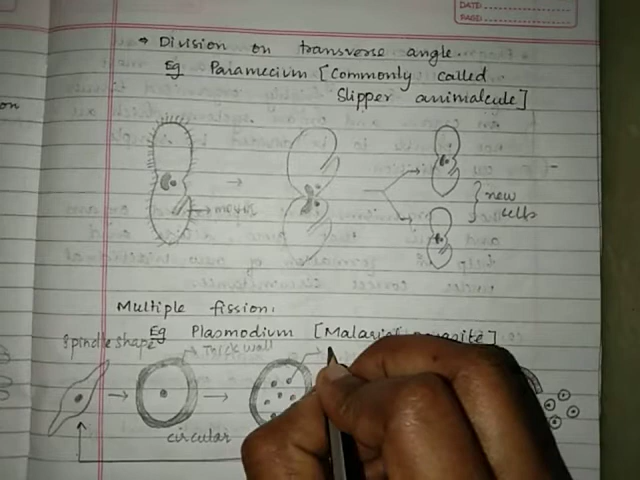 DATE
PAGE
→ Division on transverse angle.
Eg Paramecium [Commonly called
Slipper animalcule]
on
new
cells
Multiple fission:
Eg Plasmodium [Malarial parasite]
Spindle shape
Thick wall
circular